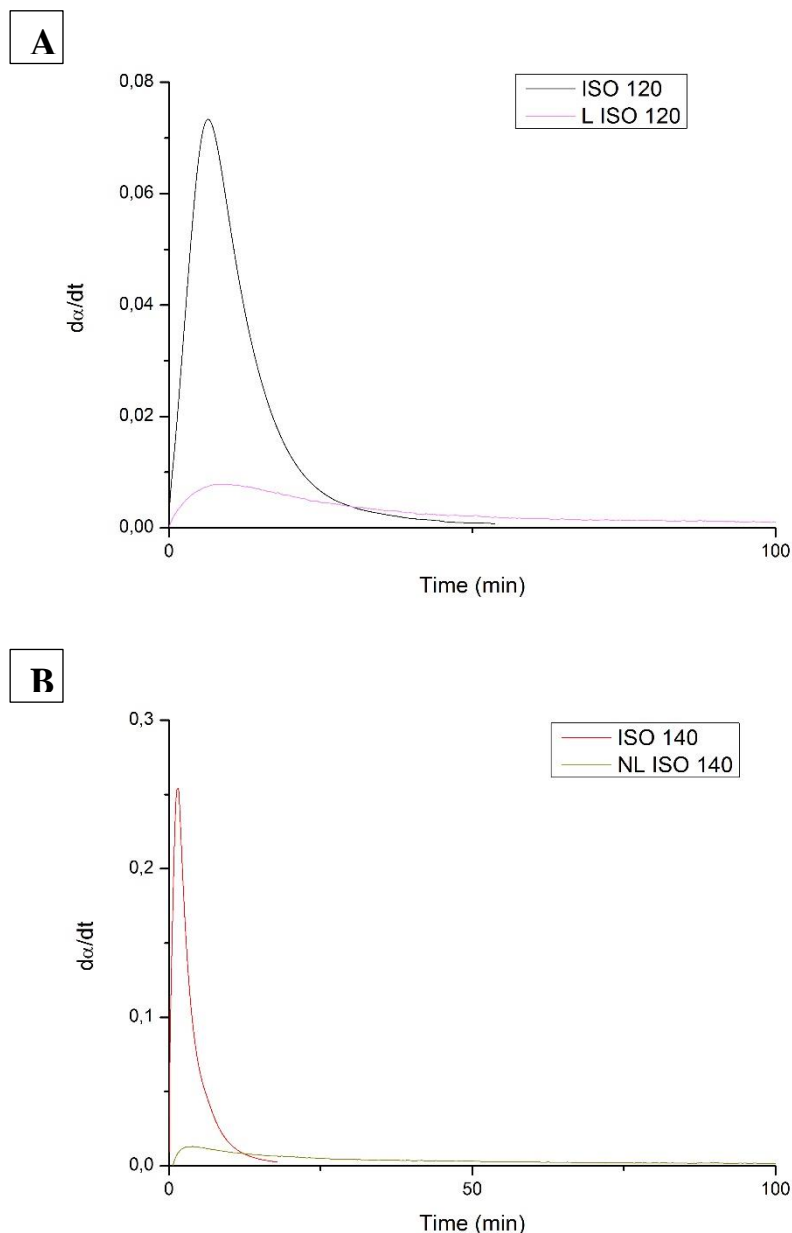 A
0,08
0,06
0,04
0,02
0,00
dα/dt
ISO 120
L ISO 120
0
100
Time (min)
B
0,3
0,2
0,1
0,0
dα/dt
ISO 140
NL ISO 140
0
50
100
Time (min)